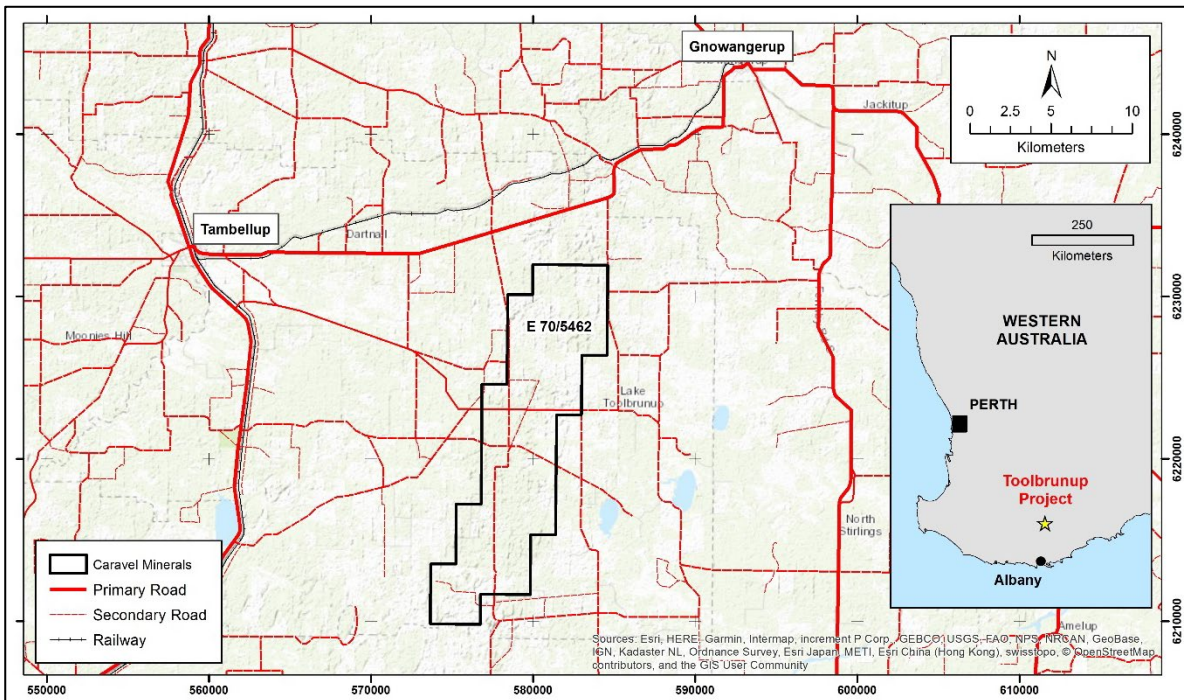 Gnowangerup
N
0 2.5 5 10
Kilometers
Jackitup
Tambellup
Dartnall
250
Kilometers
E 70/5462
Moonies Hill
WESTERN
AUSTRALIA
Lake
Toolbrunup
PERTH
Toolbrunup
Project
North
Stirlings
Albany
Caravel Minerals
Primary Road
Secondary Road
Railway
Amelup
Sources: Esri, HERE, Garmin, Intermap, increment P Corp., GEBCO, USGS, FAO, NPS, NRCAN, GeoBase,
IGN, Kadaster NL, Ordnance Survey, Esri Japan, METI, Esri China (Hong Kong), swisstopo, © OpenStreetMap
contributors, and the GIS User Community
550000 560000 570000 580000 590000 600000 610000
6240000
6230000
6220000
6210000